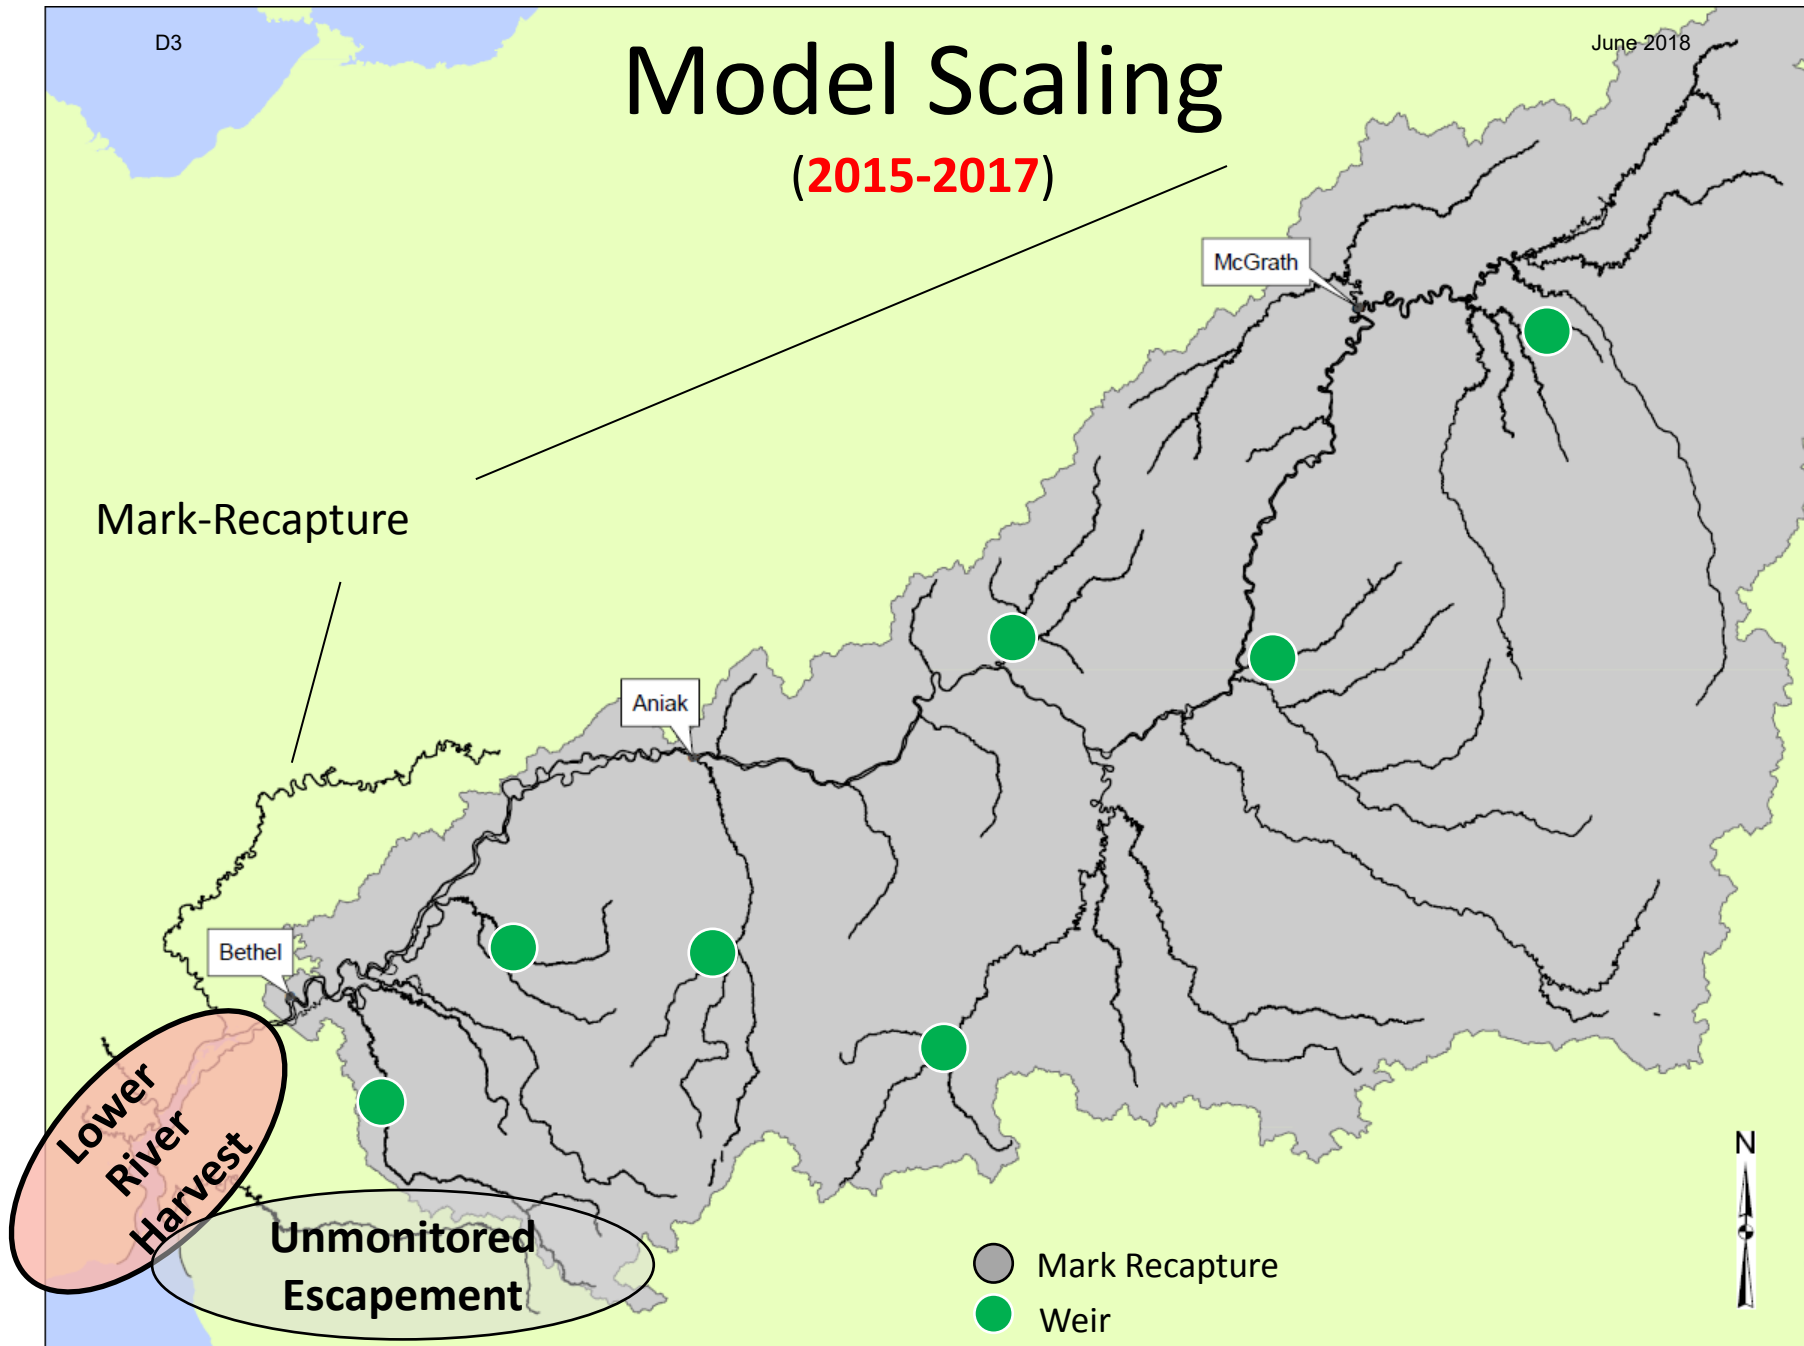 D3
June 2018
Model Scaling
(2015-2017)
McGrath
Mark-Recapture
Aniak
Bethel
Lower
River
Harvest
Unmonitored
Escapement
N
Mark Recapture
Weir